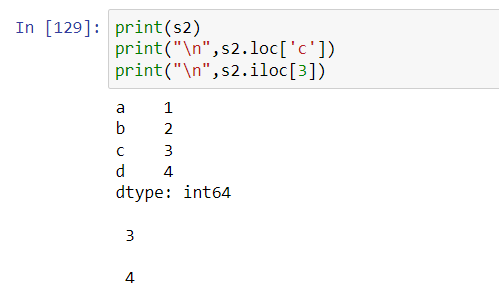 In [129]: print(s2)
print("\n",s2.loc['c'])
print("\n",s2.iloc[3])
a    1
b    2
c    3
d    4
dtype: int64
3
4